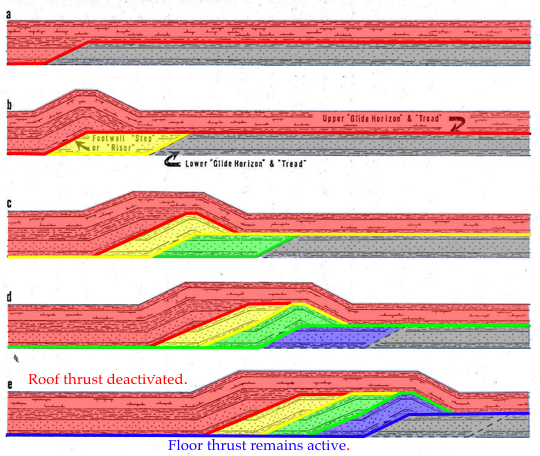 a
b
Upper "Glide Horizon" & "Tread"
Footwall "Step"
or "Riser"
Lower "Glide Horizon" & "Tread"
c
d
e
Roof thrust deactivated.
Floor thrust remains active.